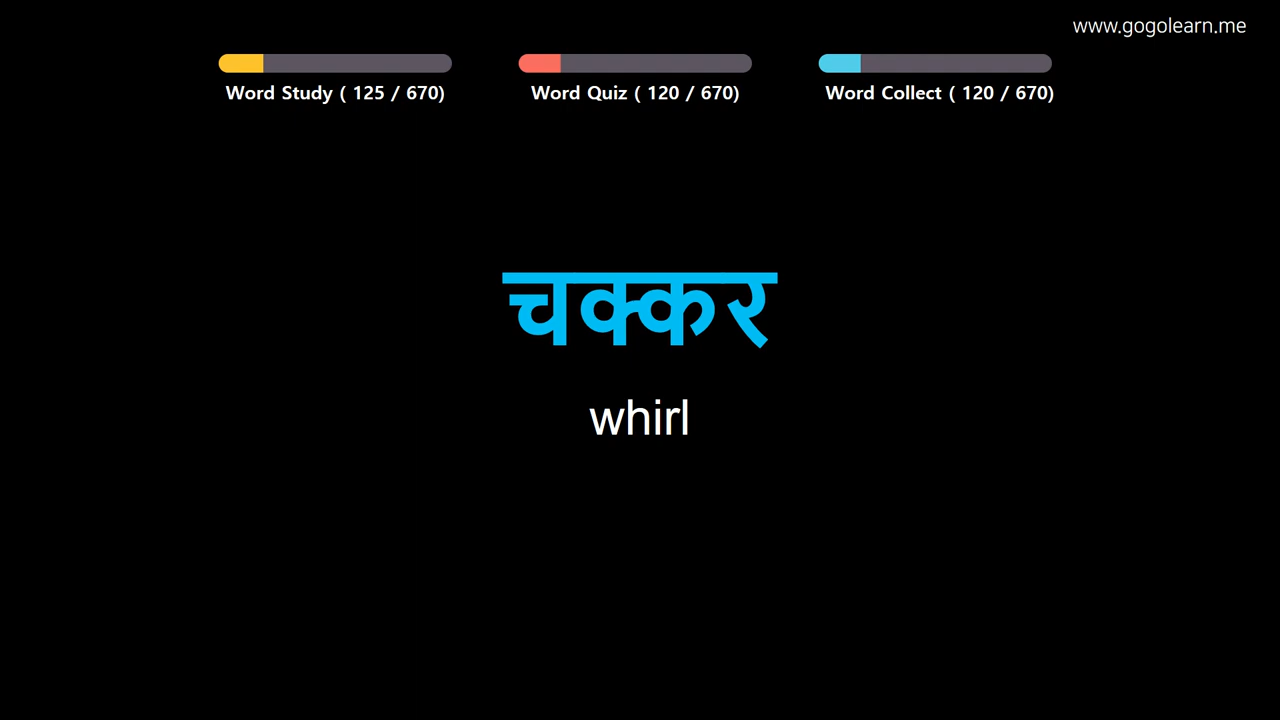 www.gogolearn.me
Word Study ( 125 / 670)
Word Quiz ( 120 / 670)
Word Collect ( 120 / 670)
चक्कर
whirl